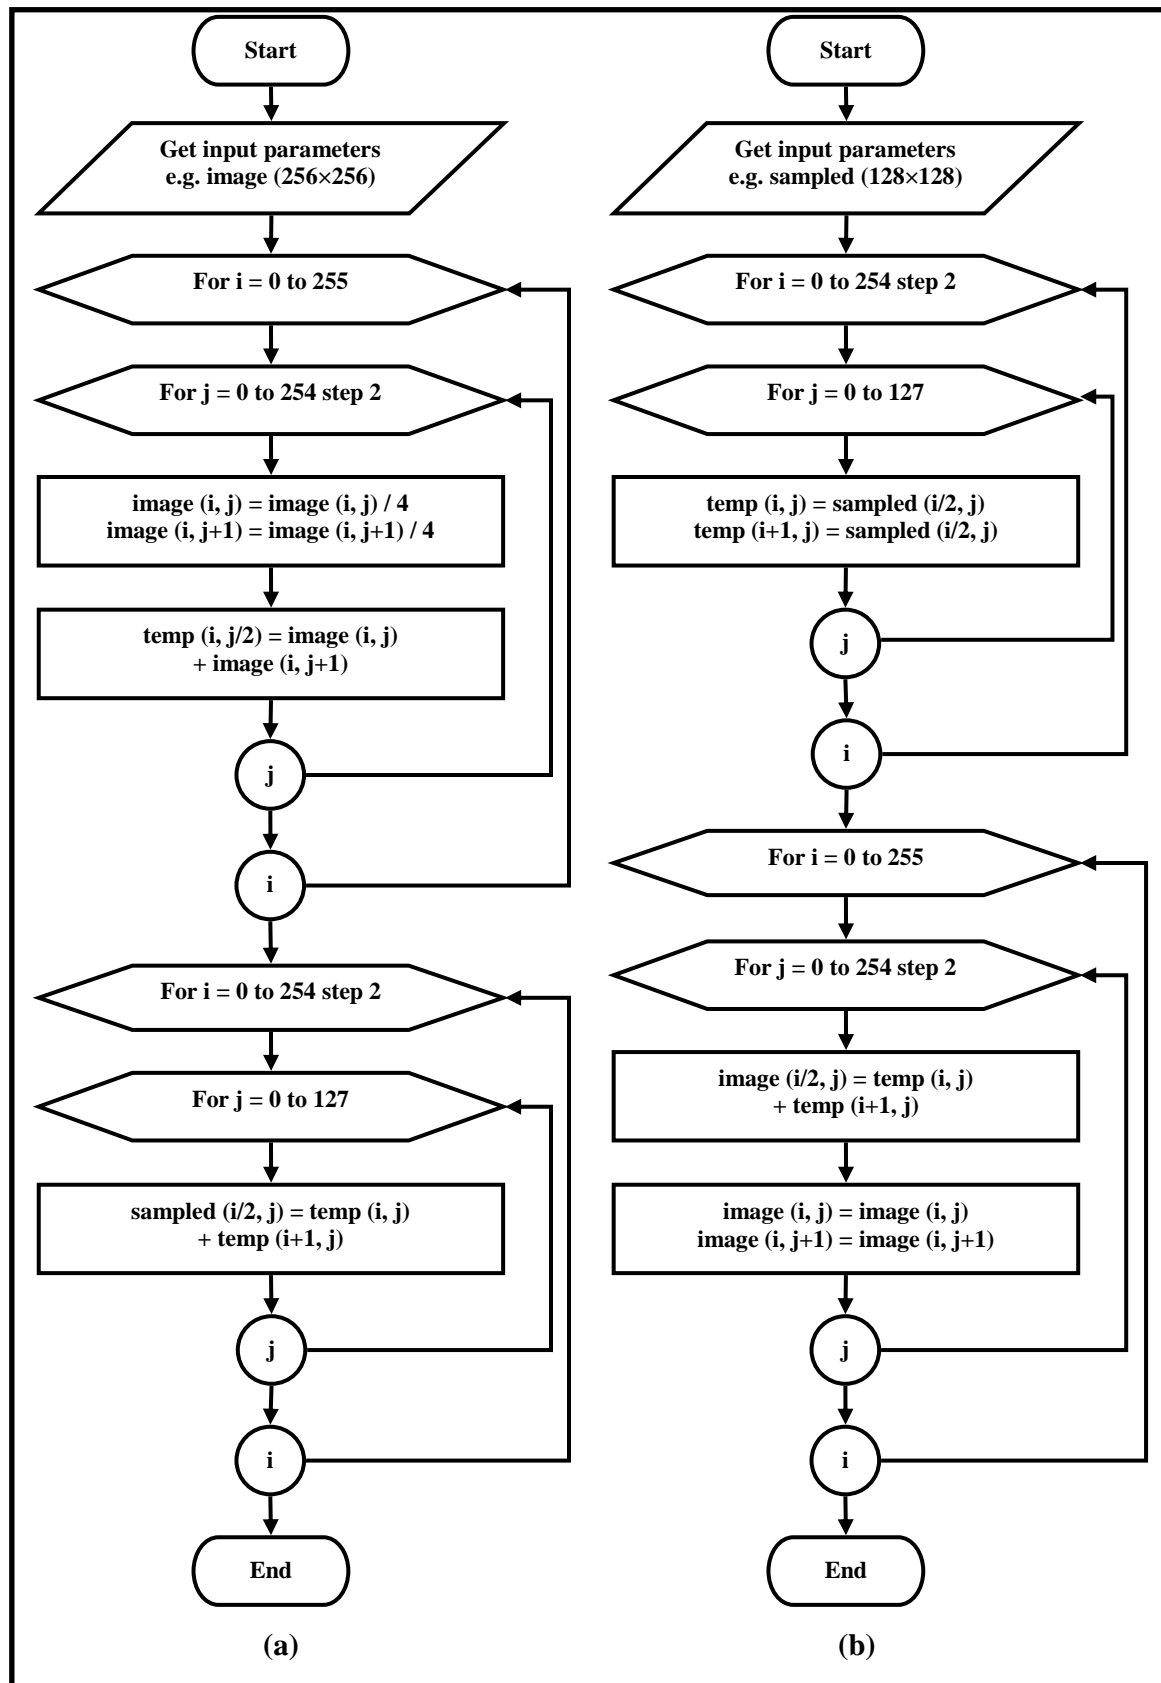 Start
Get input parameters
e.g. image (256×256)
For i = 0 to 255
For j = 0 to 254 step 2
image (i, j) = image (i, j) / 4
image (i, j+1) = image (i, j+1) / 4
temp (i, j/2) = image (i, j)
+ image (i, j+1)
j
i
For i = 0 to 254 step 2
For j = 0 to 127
sampled (i/2, j) = temp (i, j)
+ temp (i+1, j)
j
i
End
(a)
Start
Get input parameters
e.g. sampled (128×128)
For i = 0 to 254 step 2
For j = 0 to 127
temp (i, j) = sampled (i/2, j)
temp (i+1, j) = sampled (i/2, j)
j
i
For i = 0 to 255
For j = 0 to 254 step 2
image (i/2, j) = temp (i, j)
+ temp (i+1, j)
image (i, j) = image (i, j)
image (i, j+1) = image (i, j+1)
j
i
End
(b)